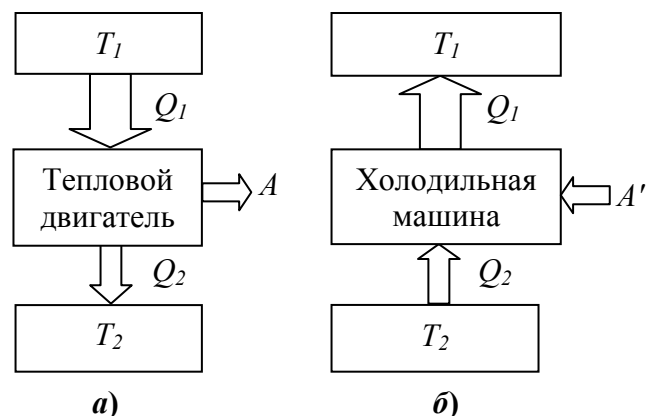 T1
T1
Q1
Q1
Тепловой
двигатель
A
Холодильная
машина
A'
Q2
Q2
T2
T2
а)
б)